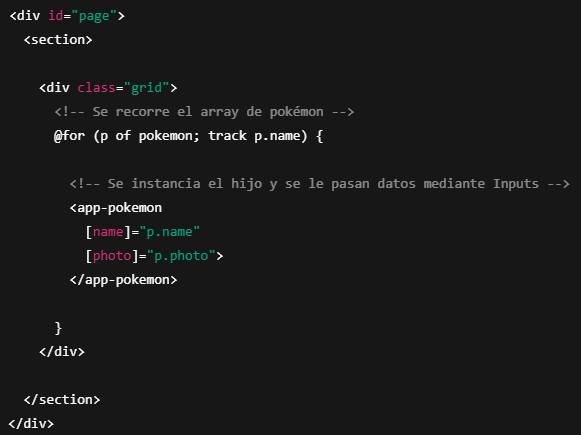 <div id="page">
<section>
<div class="grid">
<!-- Se recorre el array de pokémon -->
@for (p of pokemon; track p.name) {
<!-- Se instancia el hijo y se le pasan datos mediante Inputs -->
<app-pokemon
[name]="p.name"
[photo]="p.photo">
</app-pokemon>
}
</div>
</section>
</div>